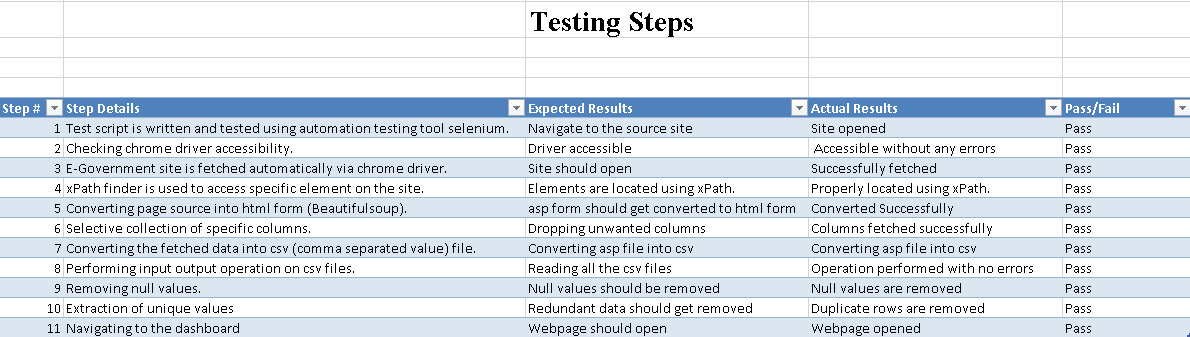 Testing Steps
Step # Step Details Expected Results Actual Results Pass/Fail
1 Test script is written and tested using automation testing tool selenium. Navigate to the source site Site opened Pass
2 Checking chrome driver accessibility. Driver accessible Accessible without any errors Pass
3 E-Government site is fetched automatically via chrome driver. Site should open Successfully fetched Pass
4 xPath finder is used to access specific element on the site. Elements are located using xPath. Properly located using xPath. Pass
5 Converting page source into html form (Beautifulsoup). asp form should get converted to html form Converted Successfully Pass
6 Selective collection of specific columns. Dropping unwanted columns Columns fetched successfully Pass
7 Converting the fetched data into csv (comma separated value) file. Converting asp file into csv Converting asp file into csv Pass
8 Performing input output operation on csv files. Reading all the csv files Operation performed with no errors Pass
9 Removing null values. Null values should be removed Null values are removed Pass
10 Extraction of unique values Redundant data should get removed Duplicate rows are removed Pass
11 Navigating to the dashboard Webpage should open Webpage opened Pass